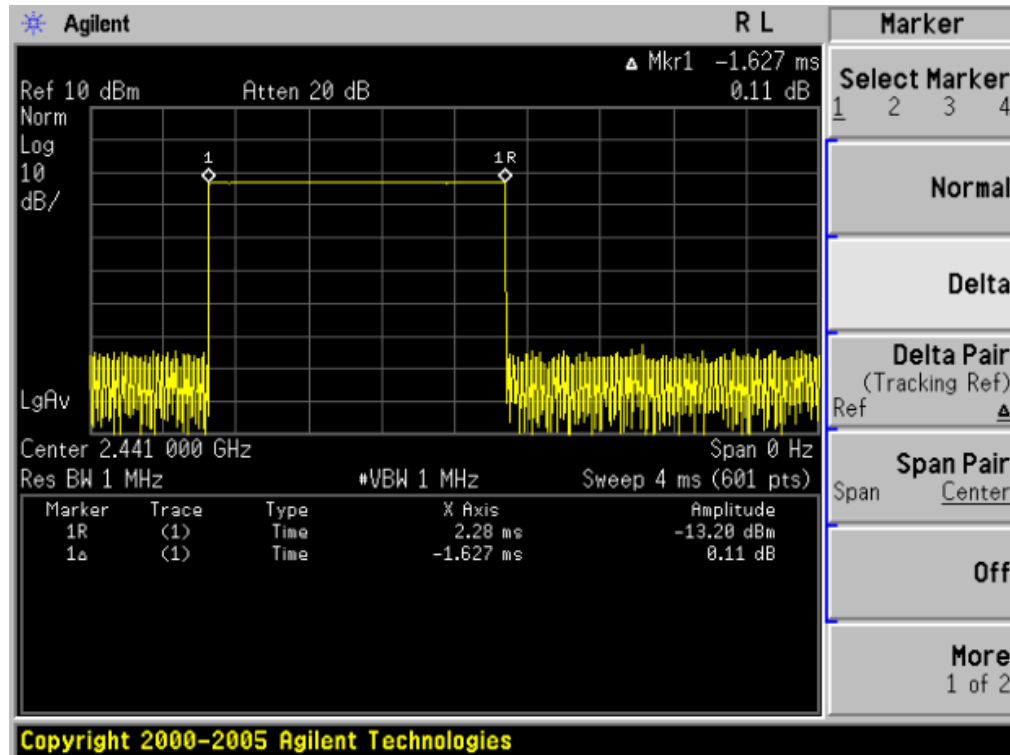 Agilent R L Marker
Δ Mkr1 -1.627 ms
Ref 10 dBm Atten 20 dB 0.11 dB
Norm
Log
10
dB/
1 1R
LgAv
Center 2.441 000 GHz Span 0 Hz
Res BW 1 MHz #VBW 1 MHz Sweep 4 ms (601 pts)
Marker Trace Type X Axis Amplitude
1R (1) Time 2.28 ms -13.20 dBm
1Δ (1) Time -1.627 ms 0.11 dB
Select Marker
1 2 3 4
Normal
Delta
Delta Pair
(Tracking Ref)
Ref Δ
Span Pair
Span Center
Off
More
1 of 2
Copyright 2000-2005 Agilent Technologies